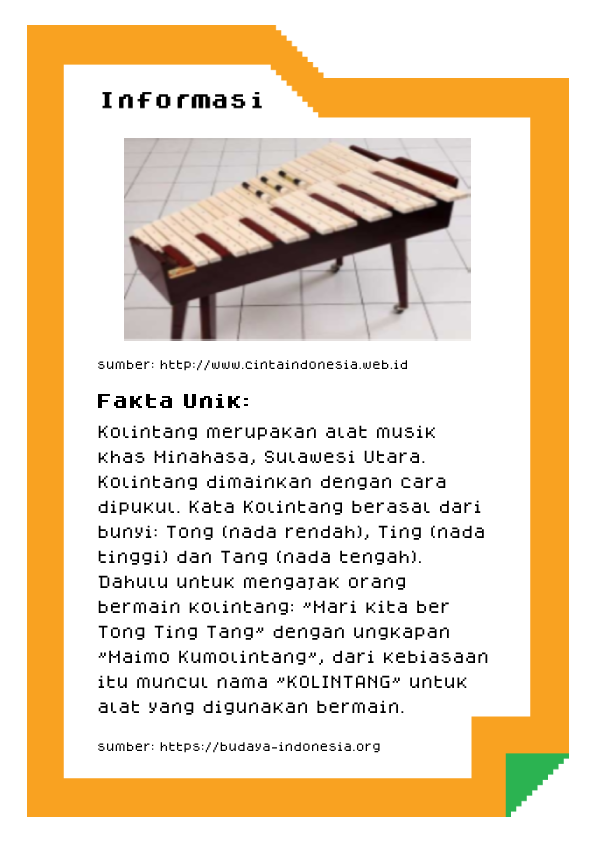 Informasi
sumber: http://www.cintaindonesia.web.id
Fakta Unik:
Kolintang merupakan alat musik
khas Minahasa, Sulawesi Utara.
Kolintang dimainkan dengan cara
dipukul. Kata Kolintang berasal dari
bunyi: Tong (nada rendah), Ting (nada
tinggi) dan Tang (nada tengah).
Dahulu untuk mengajak orang
bermain kolintang: "Mari kita ber
Tong Ting Tang" dengan ungkapan
"Maimo Kumolintang", dari kebiasaan
itu muncul nama "KOLINTANG" untuk
alat yang digunakan bermain.
sumber: https://budaya-indonesia.org